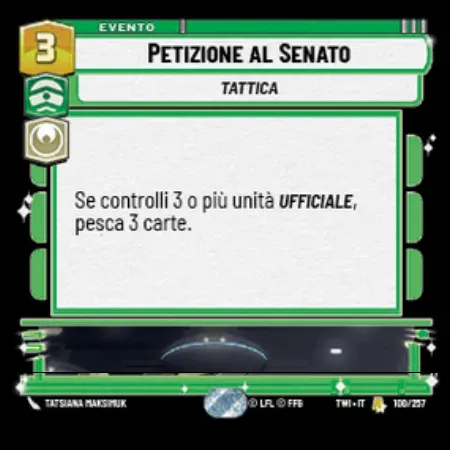 EVENTO
3
PETIZIONE AL SENATO
TATTICA
Se controlli 3 o più unità UFFICIALE,
pesca 3 carte.
TATSIANA MAKSIMUK
© LFL © FFG
TWI • IT
100/257